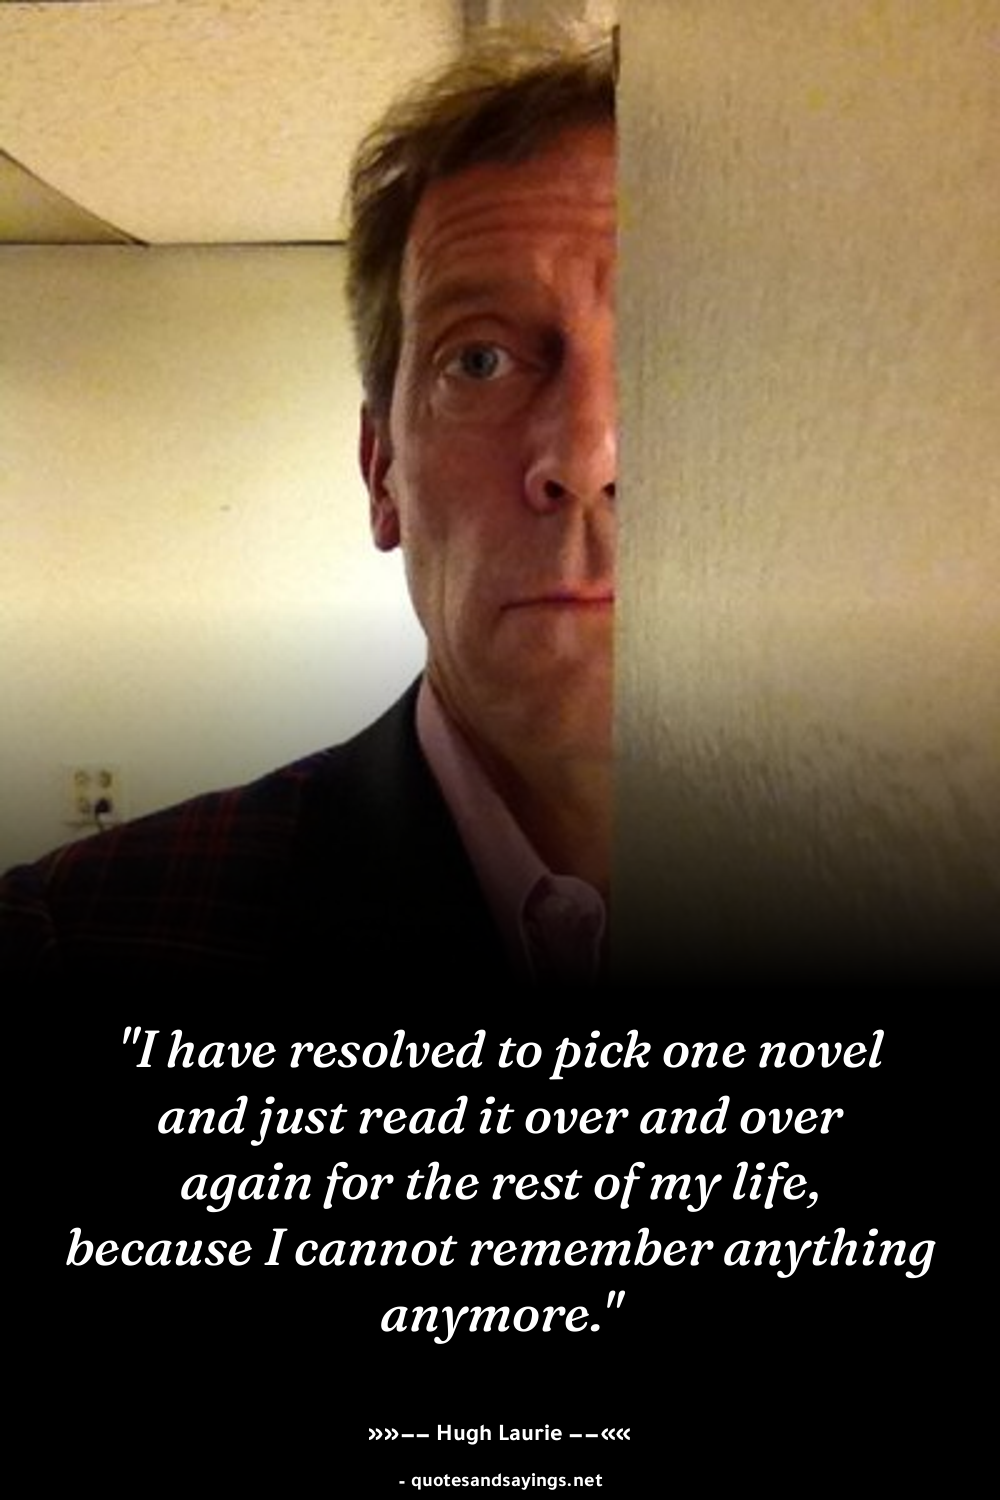 "I have resolved to pick one novel
and just read it over and over
again for the rest of my life,
because I cannot remember anything
anymore."
»»–– Hugh Laurie ––««
- quotesandsayings.net